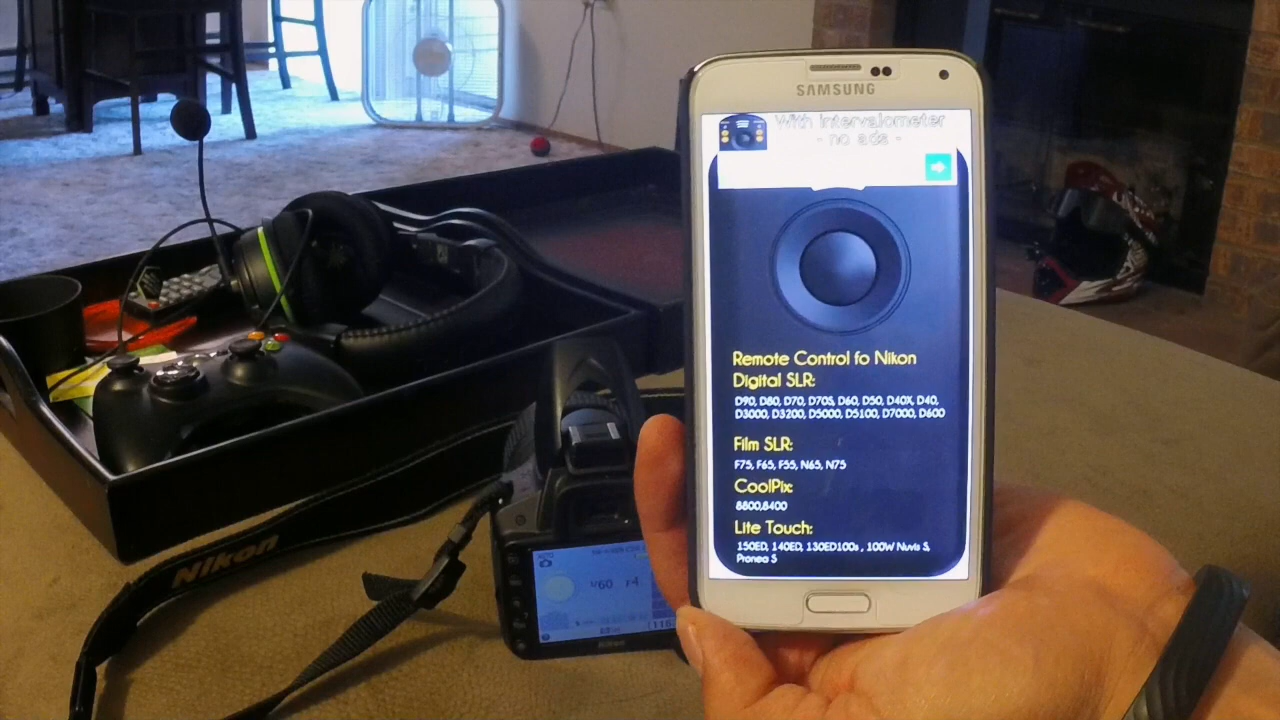 SAMSUNG
With Intervalometer
- no ads -
Remote Control fo Nikon
Digital SLR:
D90, D80, D70, D70S, D60, D50, D40X, D40,
D3000, D3200, D5000, D5100, D7000, D600
Film SLR:
F75, F65, F55, N65, N75
CoolPix:
8800,8400
Lite Touch:
150ED, 140ED, 130ED100s , 100W Nuvis S,
Pronea S
Nikon
AUTO
1/60 F4
Nikon